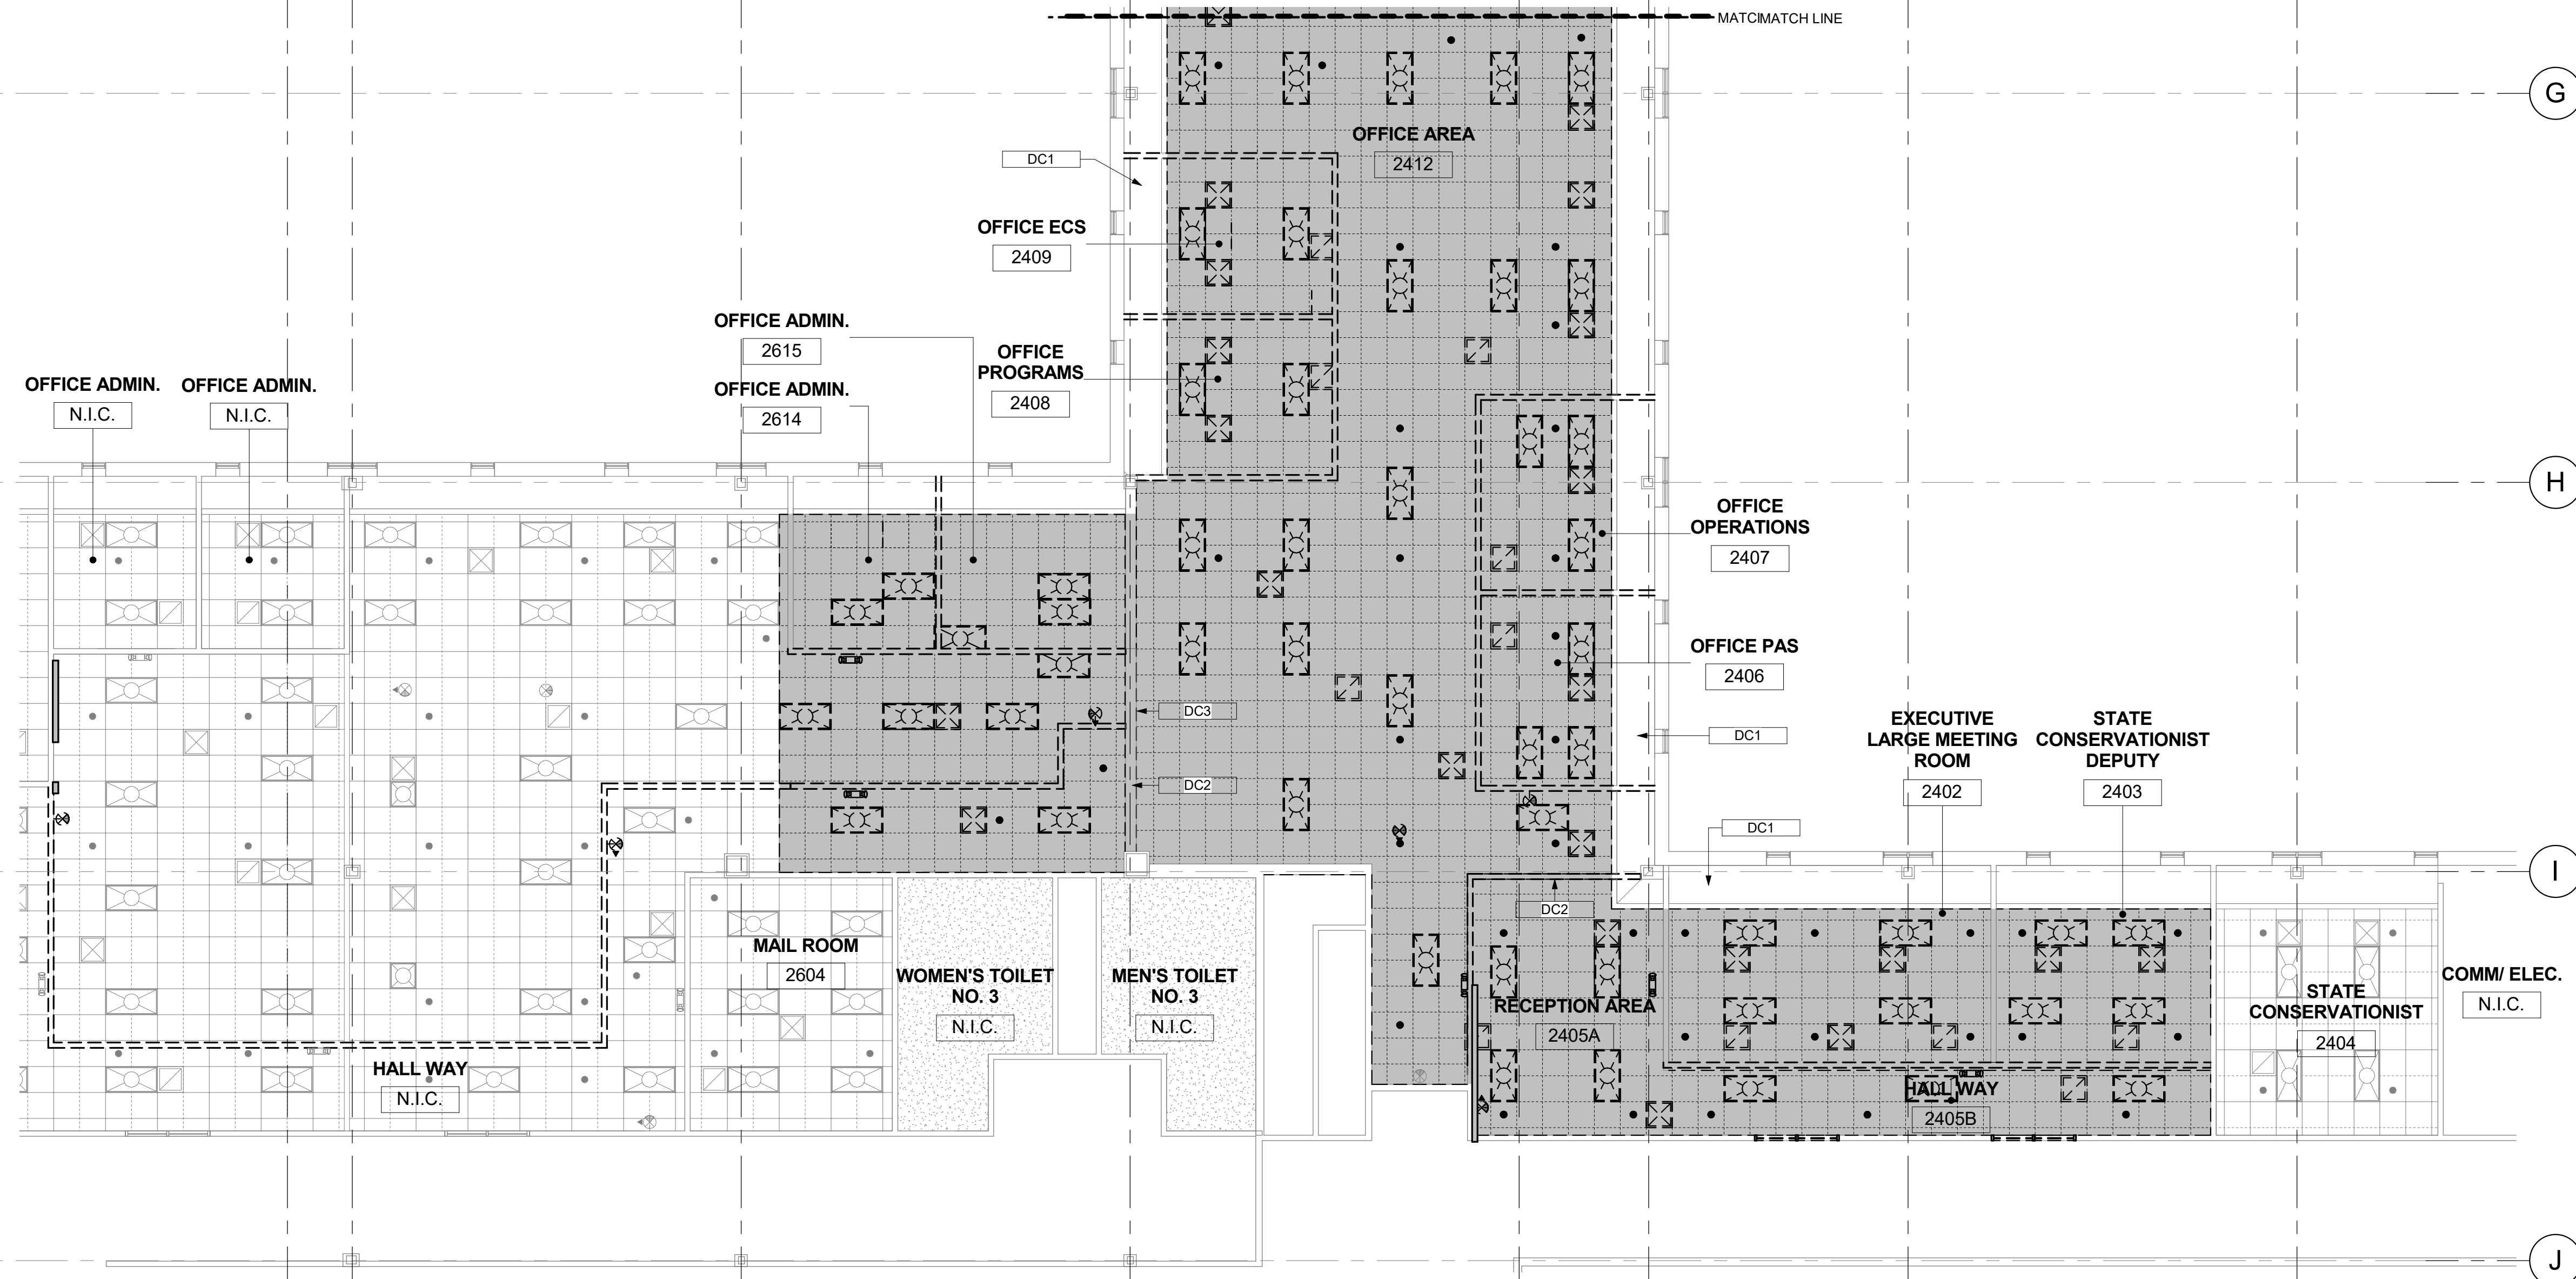 MATCIMATCH LINE
G
OFFICE AREA
2412
DC1
OFFICE ECS
2409
OFFICE ADMIN.
2615
OFFICE
PROGRAMS
2408
OFFICE ADMIN.
2614
OFFICE ADMIN.
N.I.C.
OFFICE ADMIN.
N.I.C.
H
OFFICE
OPERATIONS
2407
OFFICE PAS
2406
DC3
DC1
DC2
EXECUTIVE
LARGE MEETING
ROOM
2402
STATE
CONSERVATIONIST
DEPUTY
2403
DC1
I
DC2
MAIL ROOM
2604
WOMEN'S TOILET
NO. 3
N.I.C.
MEN'S TOILET
NO. 3
N.I.C.
RECEPTION AREA
2405A
STATE
CONSERVATIONIST
2404
COMM/ ELEC.
N.I.C.
HALL WAY
N.I.C.
HALL WAY
2405B
J